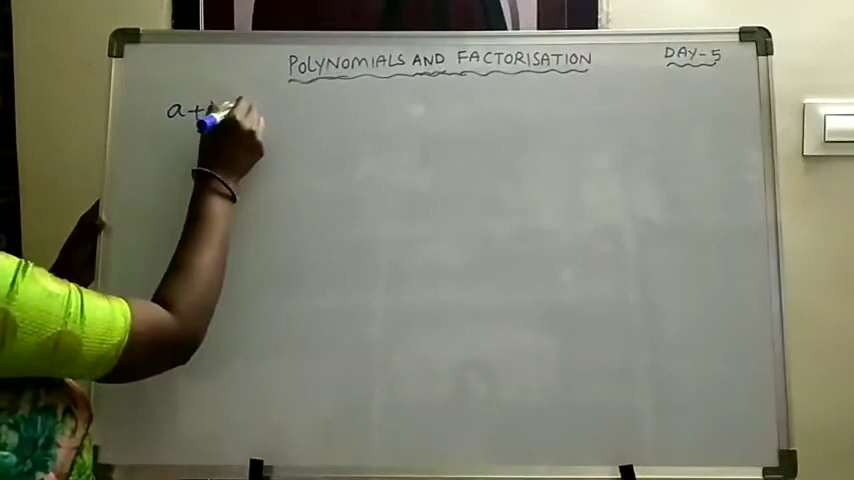 POLYNOMIALS AND FACTORISATION
DAY-5
a+